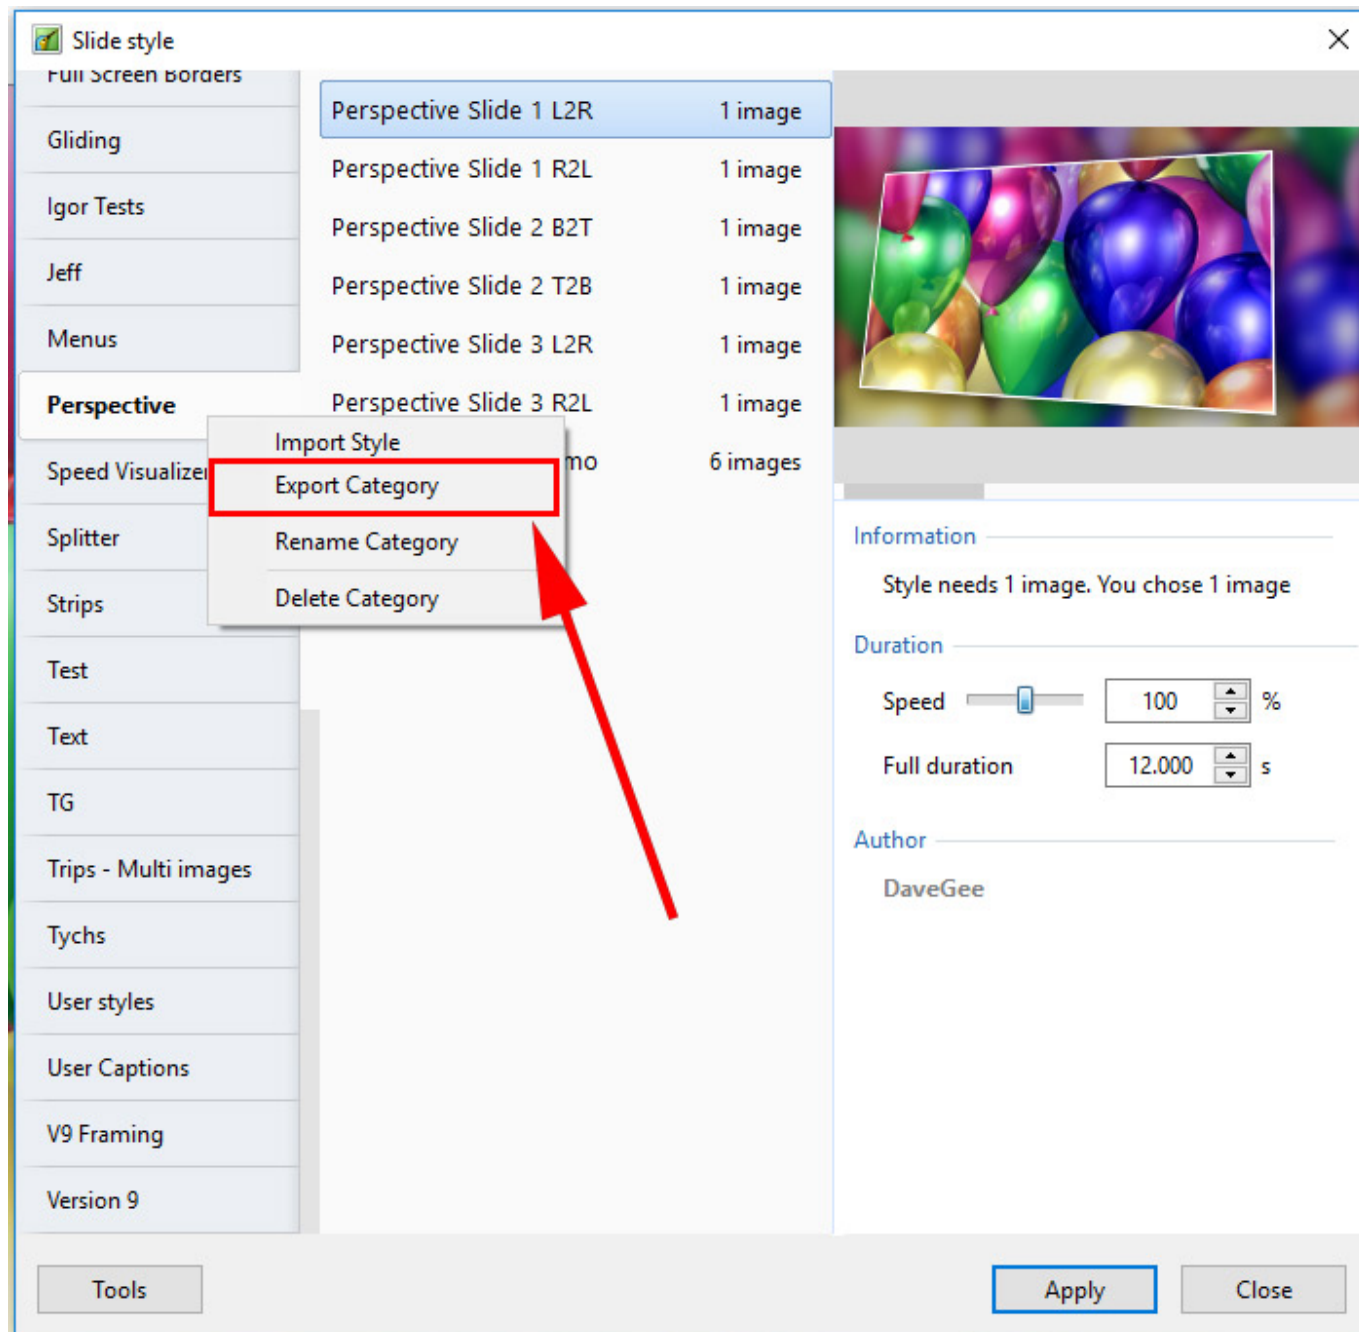 Slide style
Full Screen Borders
Gliding
Igor Tests
Jeff
Menus
Perspective
Speed Visualizer
Splitter
Strips
Test
Text
TG
Trips - Multi images
Tychs
User styles
User Captions
V9 Framing
Version 9
Perspective Slide 1 L2R 1 image
Perspective Slide 1 R2L 1 image
Perspective Slide 2 B2T 1 image
Perspective Slide 2 T2B 1 image
Perspective Slide 3 L2R 1 image
Perspective Slide 3 R2L 1 image
mo 6 images
Import Style
Export Category
Rename Category
Delete Category
Information
Style needs 1 image. You chose 1 image
Duration
Speed 100 %
Full duration 12.000 s
Author
DaveGee
Tools Apply Close